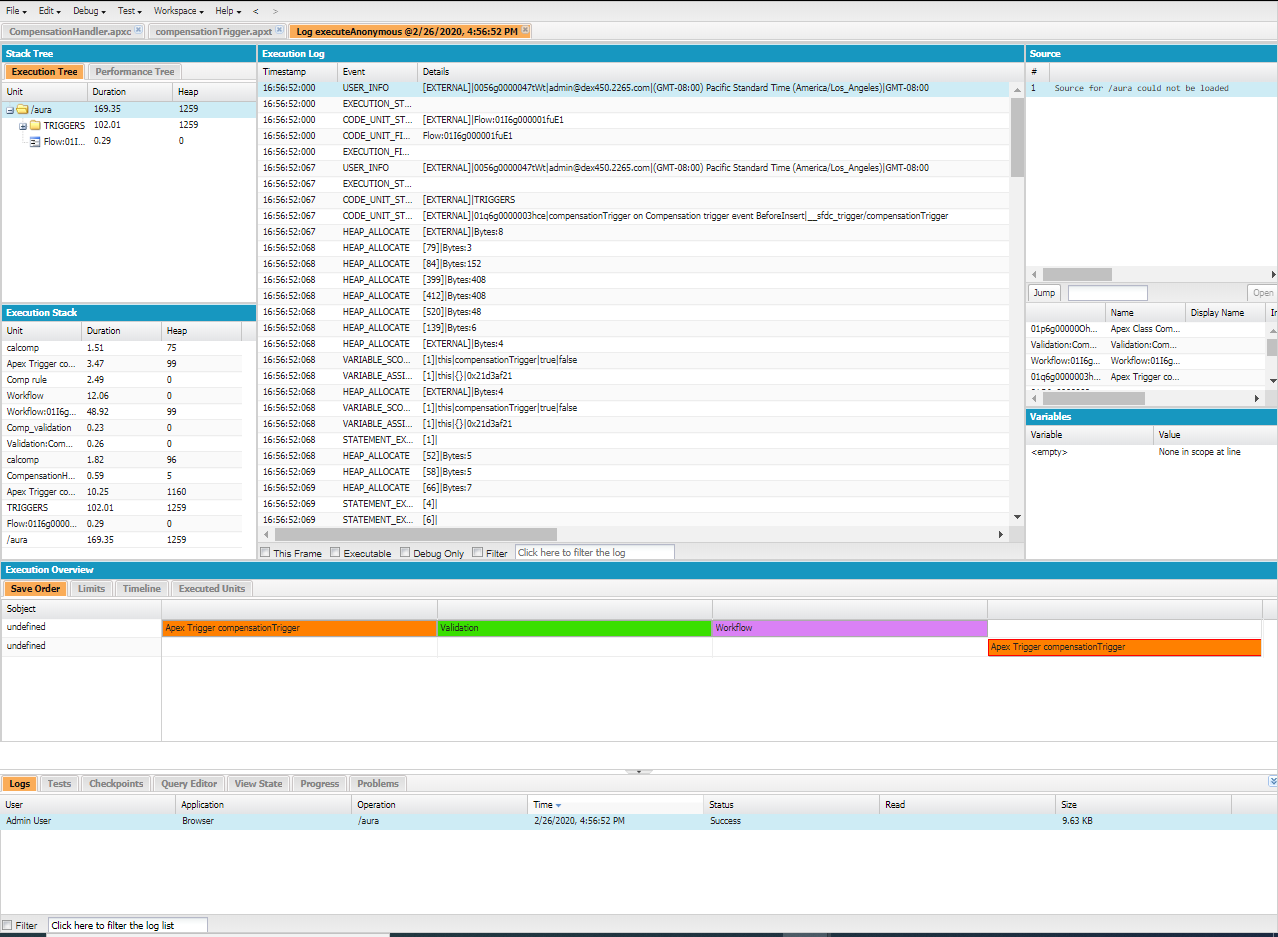 File Edit Debug Test Workspace Help < >
CompensationHandler.apxc compensationTrigger.apxt Log executeAnonymous @2/26/2020, 4:56:52 PM
Stack Tree
Execution Tree Performance Tree
Unit Duration Heap
/aura 169.35 1259
TRIGGERS 102.01 1259
Flow:01I... 0.29 0
Execution Stack
Unit Duration Heap
calcomp 1.51 75
Apex Trigger co... 3.47 99
Comp rule 2.49 0
Workflow 12.06 0
Workflow:01I6g... 48.92 99
Comp_validation 0.23 0
Validation:Com... 0.26 0
calcomp 1.82 96
CompensationH... 0.59 5
Apex Trigger co... 10.25 1160
TRIGGERS 102.01 1259
Flow:01I6g0000... 0.29 0
/aura 169.35 1259
Execution Log
Timestamp Event Details
16:56:52:000 USER_INFO [EXTERNAL]|0056g0000047tWt|admin@dex450.2265.com|(GMT-08:00) Pacific Standard Time (America/Los_Angeles)|GMT-08:00
16:56:52:000 EXECUTION_ST...
16:56:52:000 CODE_UNIT_ST... [EXTERNAL]|Flow:01I6g000001fuE1
16:56:52:000 CODE_UNIT_FI... Flow:01I6g000001fuE1
16:56:52:000 EXECUTION_FI...
16:56:52:067 USER_INFO [EXTERNAL]|0056g0000047tWt|admin@dex450.2265.com|(GMT-08:00) Pacific Standard Time (America/Los_Angeles)|GMT-08:00
16:56:52:067 EXECUTION_ST...
16:56:52:067 CODE_UNIT_ST... [EXTERNAL]|TRIGGERS
16:56:52:067 CODE_UNIT_ST... [EXTERNAL]|01q6g0000003hce|compensationTrigger on Compensation trigger event BeforeInsert|__sfdc_trigger/compensationTrigger
16:56:52:067 HEAP_ALLOCATE [EXTERNAL]|Bytes:8
16:56:52:068 HEAP_ALLOCATE [79]|Bytes:3
16:56:52:068 HEAP_ALLOCATE [84]|Bytes:152
16:56:52:068 HEAP_ALLOCATE [399]|Bytes:408
16:56:52:068 HEAP_ALLOCATE [412]|Bytes:408
16:56:52:068 HEAP_ALLOCATE [520]|Bytes:48
16:56:52:068 HEAP_ALLOCATE [139]|Bytes:6
16:56:52:068 HEAP_ALLOCATE [EXTERNAL]|Bytes:4
16:56:52:068 VARIABLE_SCO... [1]|this|compensationTrigger|true|false
16:56:52:068 VARIABLE_ASSI... [1]|this|{}|0x21d3af21
16:56:52:068 HEAP_ALLOCATE [EXTERNAL]|Bytes:4
16:56:52:068 VARIABLE_SCO... [1]|this|compensationTrigger|true|false
16:56:52:068 VARIABLE_ASSI... [1]|this|{}|0x21d3af21
16:56:52:068 STATEMENT_EX... [1]|
16:56:52:068 HEAP_ALLOCATE [52]|Bytes:5
16:56:52:069 HEAP_ALLOCATE [58]|Bytes:5
16:56:52:069 HEAP_ALLOCATE [66]|Bytes:7
16:56:52:069 STATEMENT_EX... [4]|
16:56:52:069 STATEMENT_EX... [6]|
This Frame Executable Debug Only Filter Click here to filter the log
Source
#
1 Source for /aura could not be loaded
Jump Open
Name Display Name
01p6g00000Oh... Apex Class Com...
Validation:Com... Validation:Com...
Workflow:01I6g... Workflow:01I6g...
01q6g0000003h... Apex Trigger co...
Variables
Variable Value
<empty> None in scope at line
Execution Overview
Save Order Limits Timeline Executed Units
Sobject
undefined Apex Trigger compensationTrigger Validation Workflow
undefined Apex Trigger compensationTrigger
Logs Tests Checkpoints Query Editor View State Progress Problems
User Application Operation Time Status Read Size
Admin User Browser /aura 2/26/2020, 4:56:52 PM Success 9.63 KB
Filter Click here to filter the log list